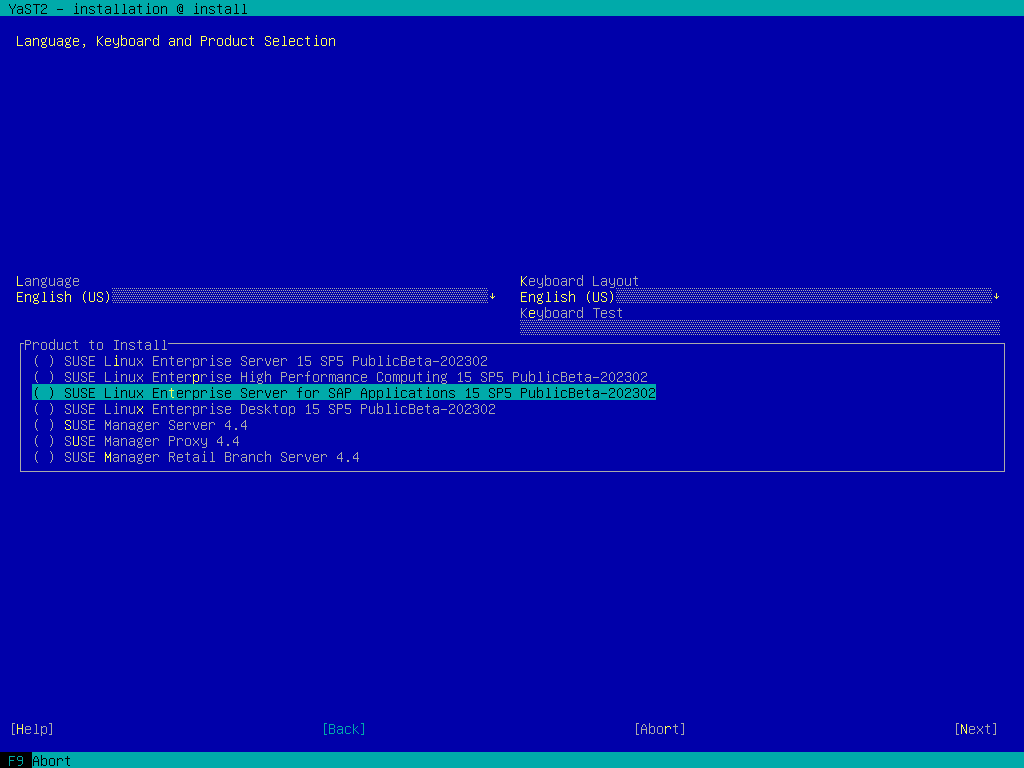 YaST2 - installation @ install
Language, Keyboard and Product Selection
Language
English (US)↓
Keyboard Layout
English (US)↓
Keyboard Test
Product to Install
( ) SUSE Linux Enterprise Server 15 SP5 PublicBeta-202302
( ) SUSE Linux Enterprise High Performance Computing 15 SP5 PublicBeta-202302
( ) SUSE Linux Enterprise Server for SAP Applications 15 SP5 PublicBeta-202302
( ) SUSE Linux Enterprise Desktop 15 SP5 PublicBeta-202302
( ) SUSE Manager Server 4.4
( ) SUSE Manager Proxy 4.4
( ) SUSE Manager Retail Branch Server 4.4
[Help] [Back] [Abort] [Next]
F9 Abort